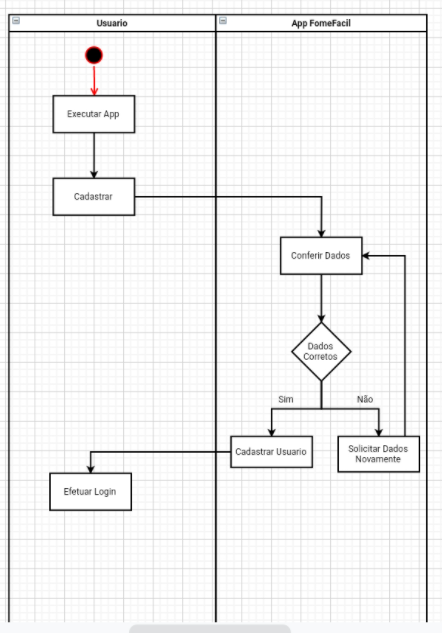 Usuario
App FomeFacil
Executar App
Cadastrar
Conferir Dados
Dados
Corretos
Sim
Não
Cadastrar Usuario
Solicitar Dados
Novamente
Efetuar Login